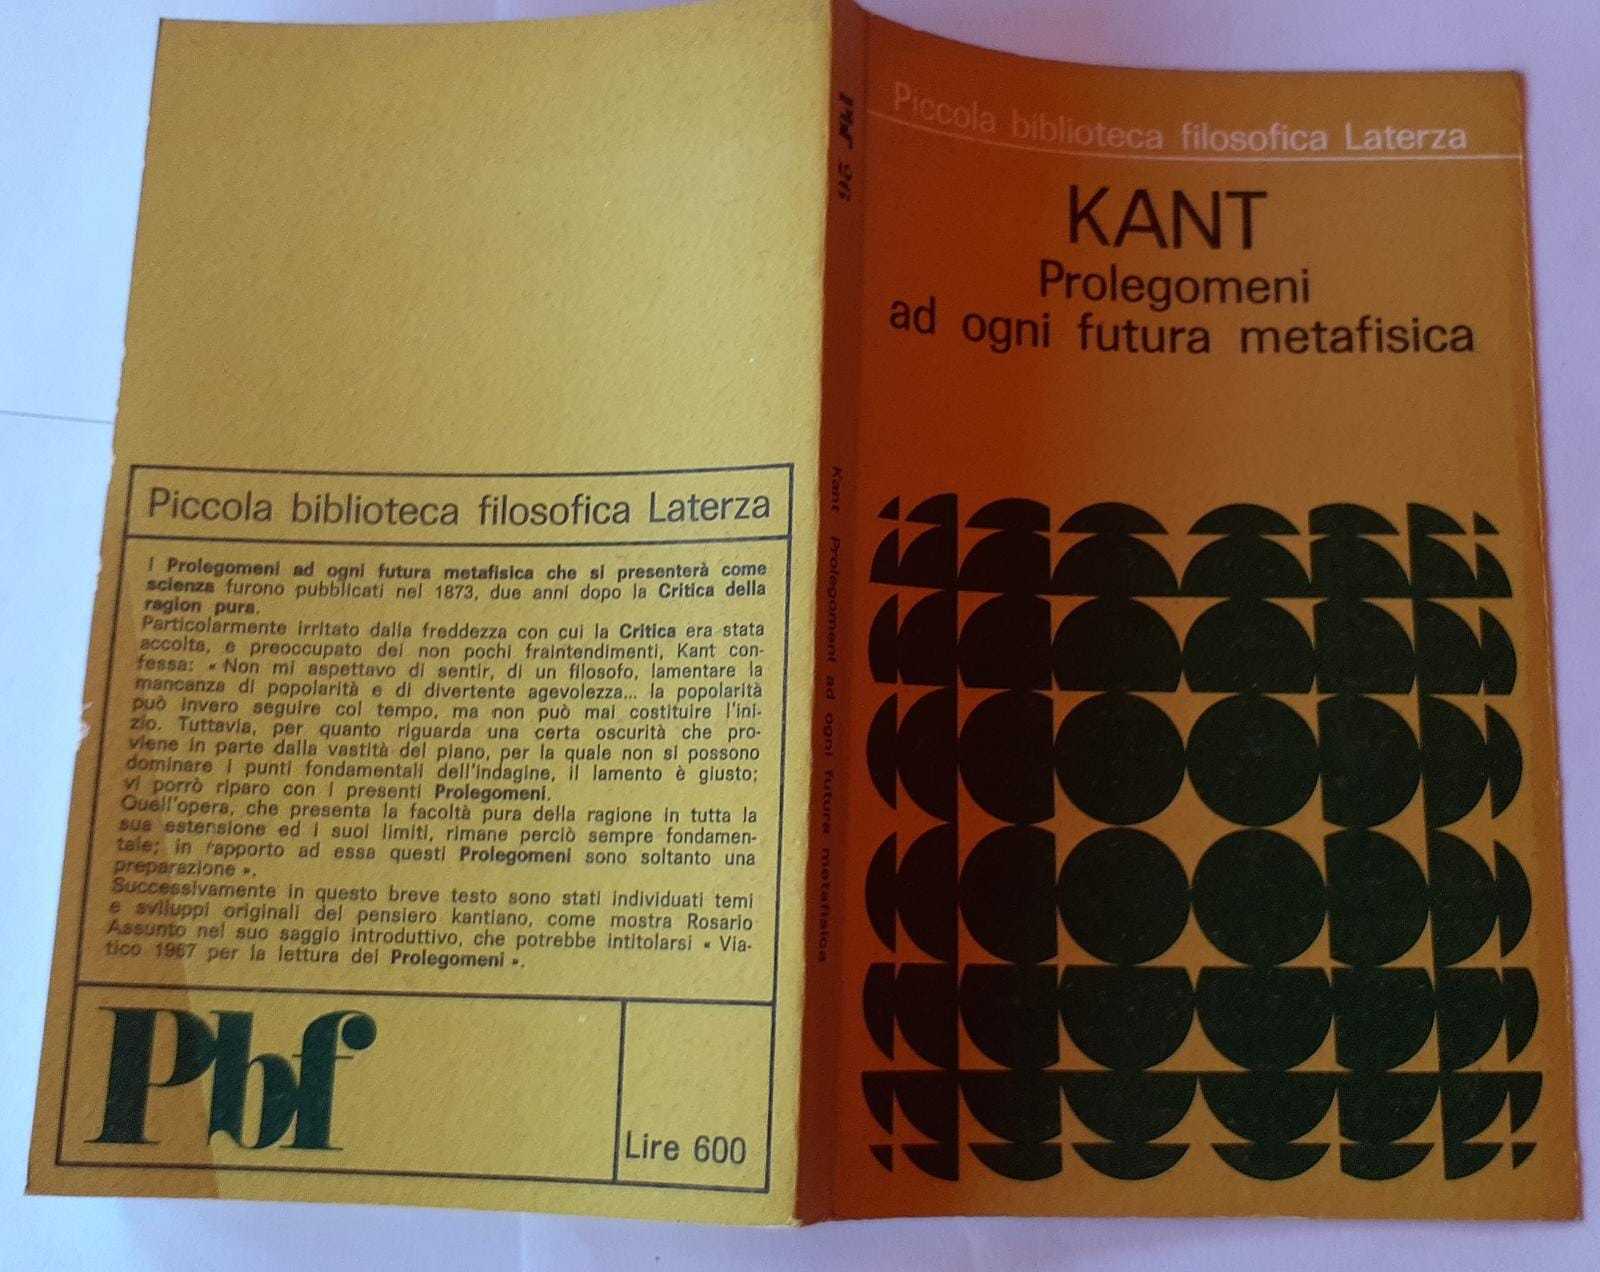 Piccola biblioteca filosofica Laterza
I Prolegomeni ad ogni futura metafisica che si presenterà come
scienza furono pubblicati nel 1873, due anni dopo la Critica della
ragion pura.
Particolarmente irritato dalla freddezza con cui la Critica era stata
accolta, e preoccupato dei non pochi fraintendimenti, Kant con-
fessa: « Non mi aspettavo di sentir, di un filosofo, lamentare la
mancanza di popolarità e di divertente agevolezza... la popolarità
può invero seguire col tempo, ma non può mai costituire l'ini-
zio. Tuttavia, per quanto riguarda una certa oscurità che pro-
viene in parte dalla vastità del piano, per la quale non si possono
dominare i punti fondamentali dell'indagine, il lamento è giusto;
vi porrò riparo con i presenti Prolegomeni.
Quell'opera, che presenta la facoltà pura della ragione in tutta la
sua estensione ed i suoi limiti, rimane perciò sempre fondamen-
tale; in rapporto ad essa questi Prolegomeni sono soltanto una
preparazione ».
Successivamente in questo breve testo sono stati individuati temi
e sviluppi originali del pensiero kantiano, come mostra Rosario
Assunto nel suo saggio introduttivo, che potrebbe intitolarsi « Via-
tico 1967 per la lettura dei Prolegomeni ».
Pbf
Lire 600
Pbf 26
Kant Prolegomeni ad ogni futura metafisica
Piccola biblioteca filosofica Laterza
KANT
Prolegomeni
ad ogni futura metafisica